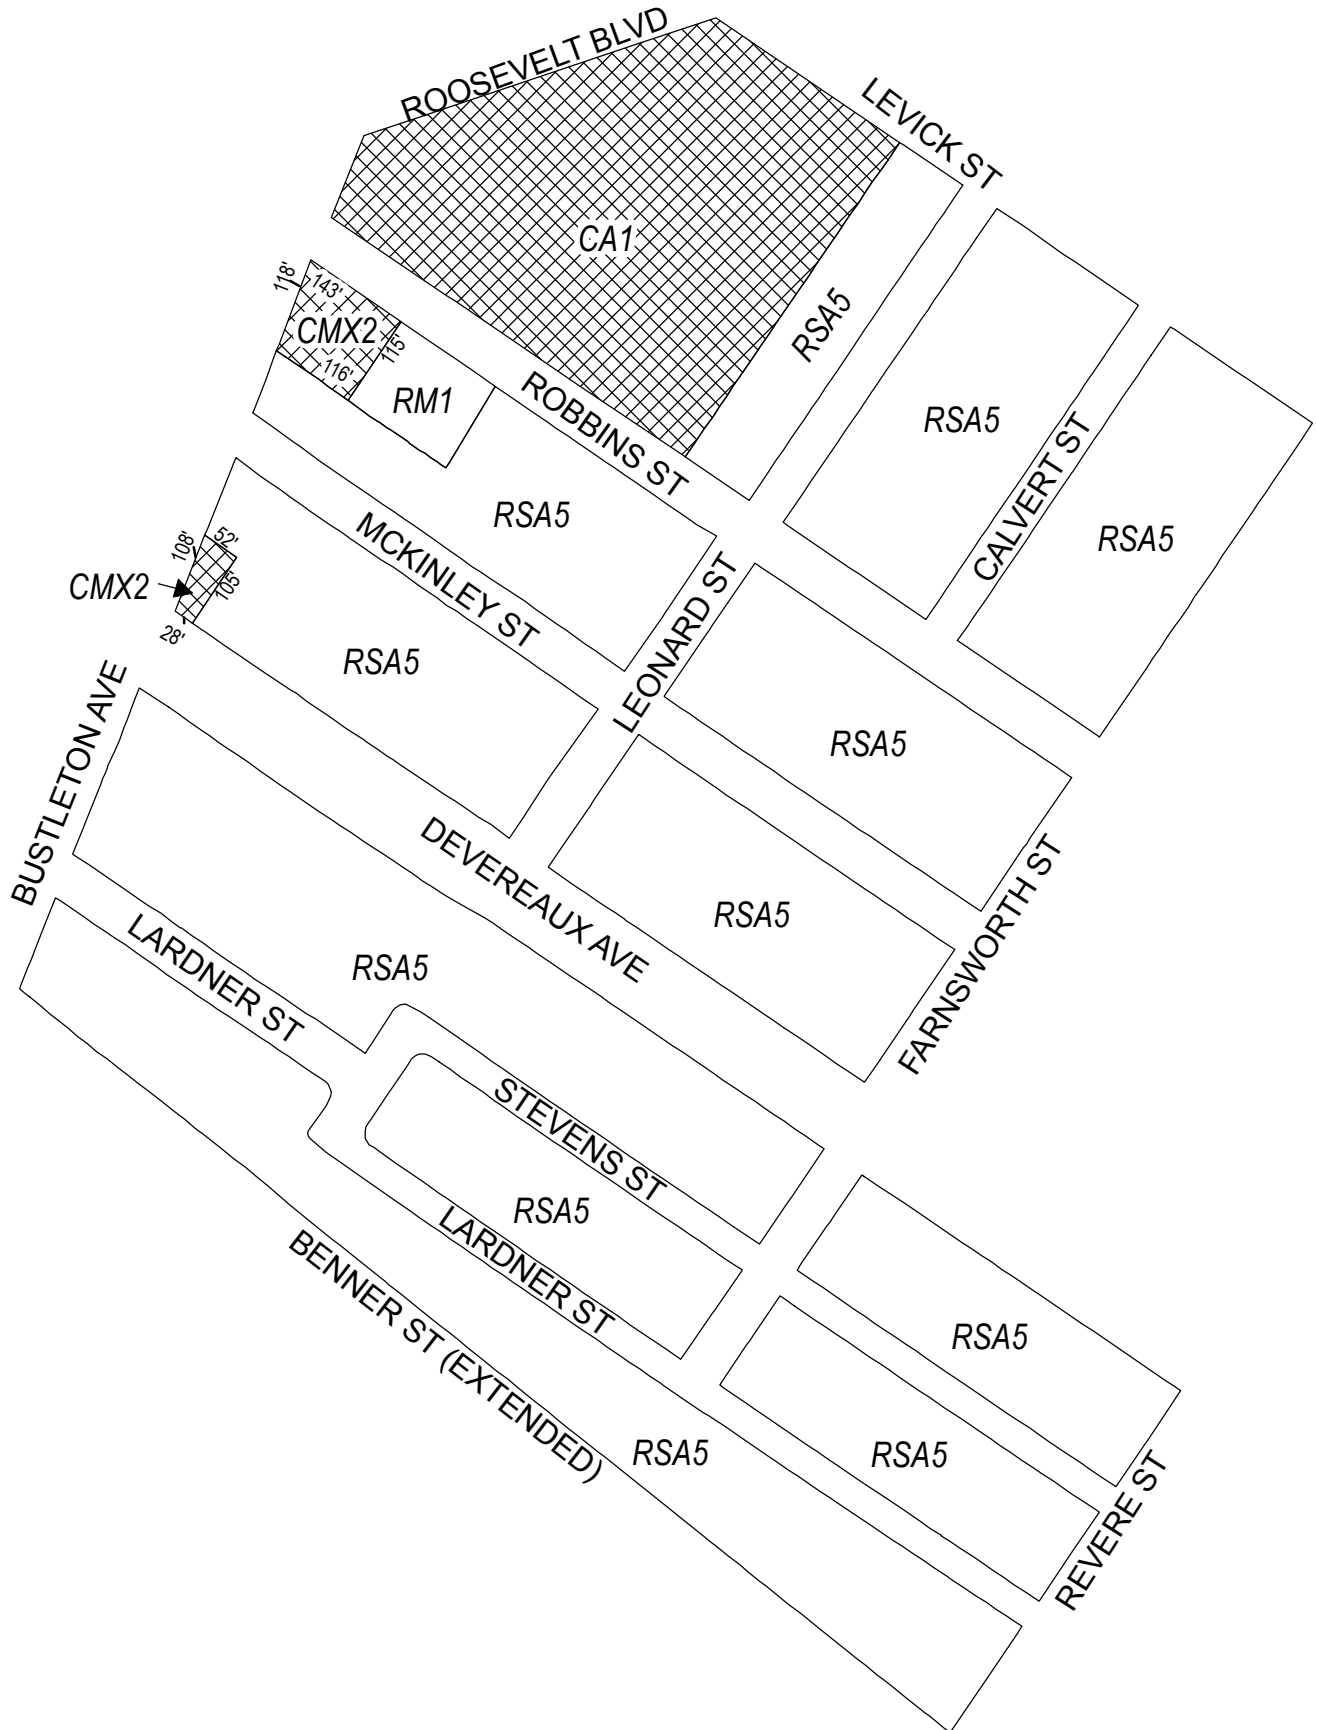 ROOSEVELT BLVD
LEVICK ST
CA1
118'
143'
CMX2
115'
116'
RM1
RSA5
RSA5
CALVERT ST
RSA5
ROBBINS ST
RSA5
MCKINLEY ST
LEONARD ST
108'
52'
105'
CMX2
28'
RSA5
RSA5
BUSTLETON AVE
DEVEREAUX AVE
RSA5
FARNSWORTH ST
LARDNER ST
RSA5
STEVENS ST
RSA5
LARDNER ST
BENNER ST (EXTENDED)
RSA5
RSA5
RSA5
REVERE ST